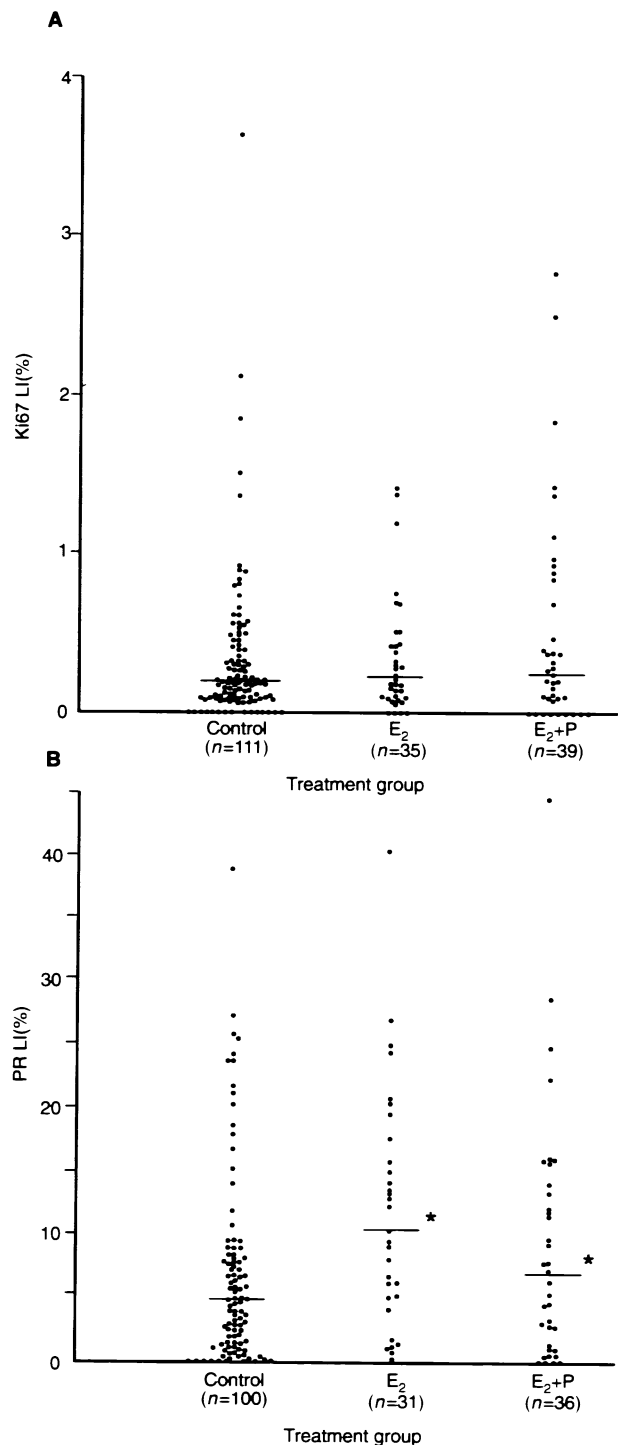 A
4
3
2
1
0
Ki67 LI(%)
Control
(n=111)
E₂
(n=35)
E₂+P
(n=39)
Treatment group
B
40
30
20
10
0
PR LI(%)
*
*
Control
(n=100)
E₂
(n=31)
E₂+P
(n=36)
Treatment group